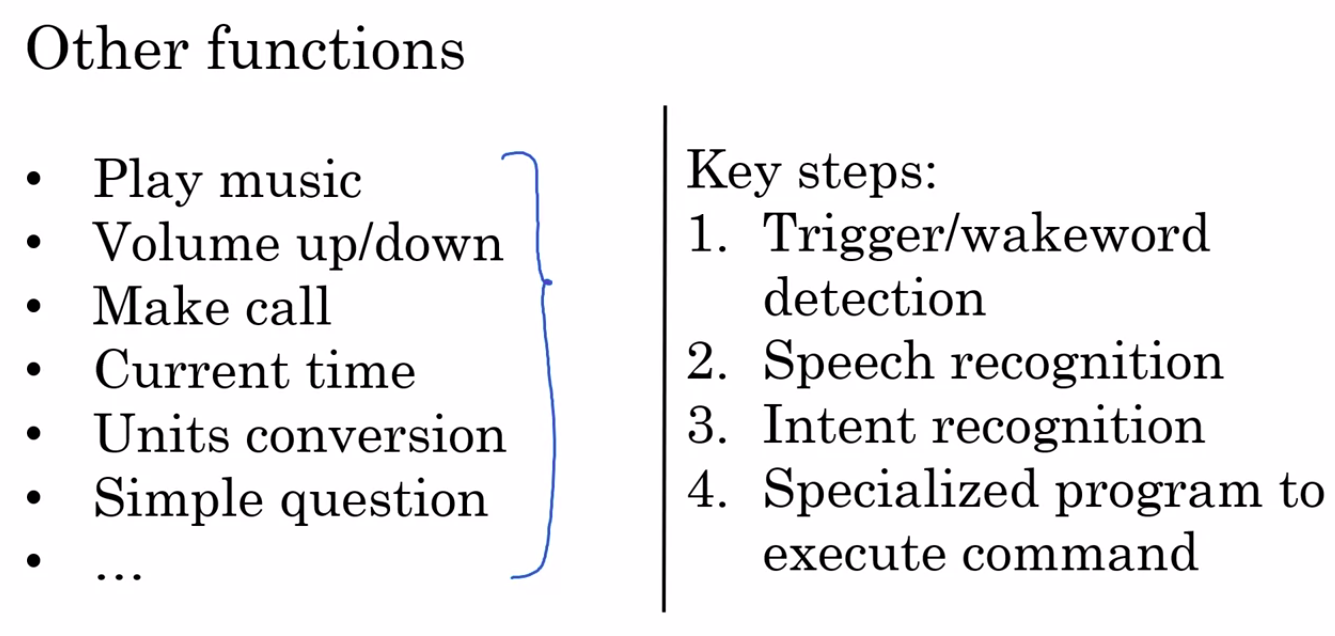 Other functions
• Play music
• Volume up/down
• Make call
• Current time
• Units conversion
• Simple question
• ...
Key steps:
1. Trigger/wakeword
detection
2. Speech recognition
3. Intent recognition
4. Specialized program to
execute command